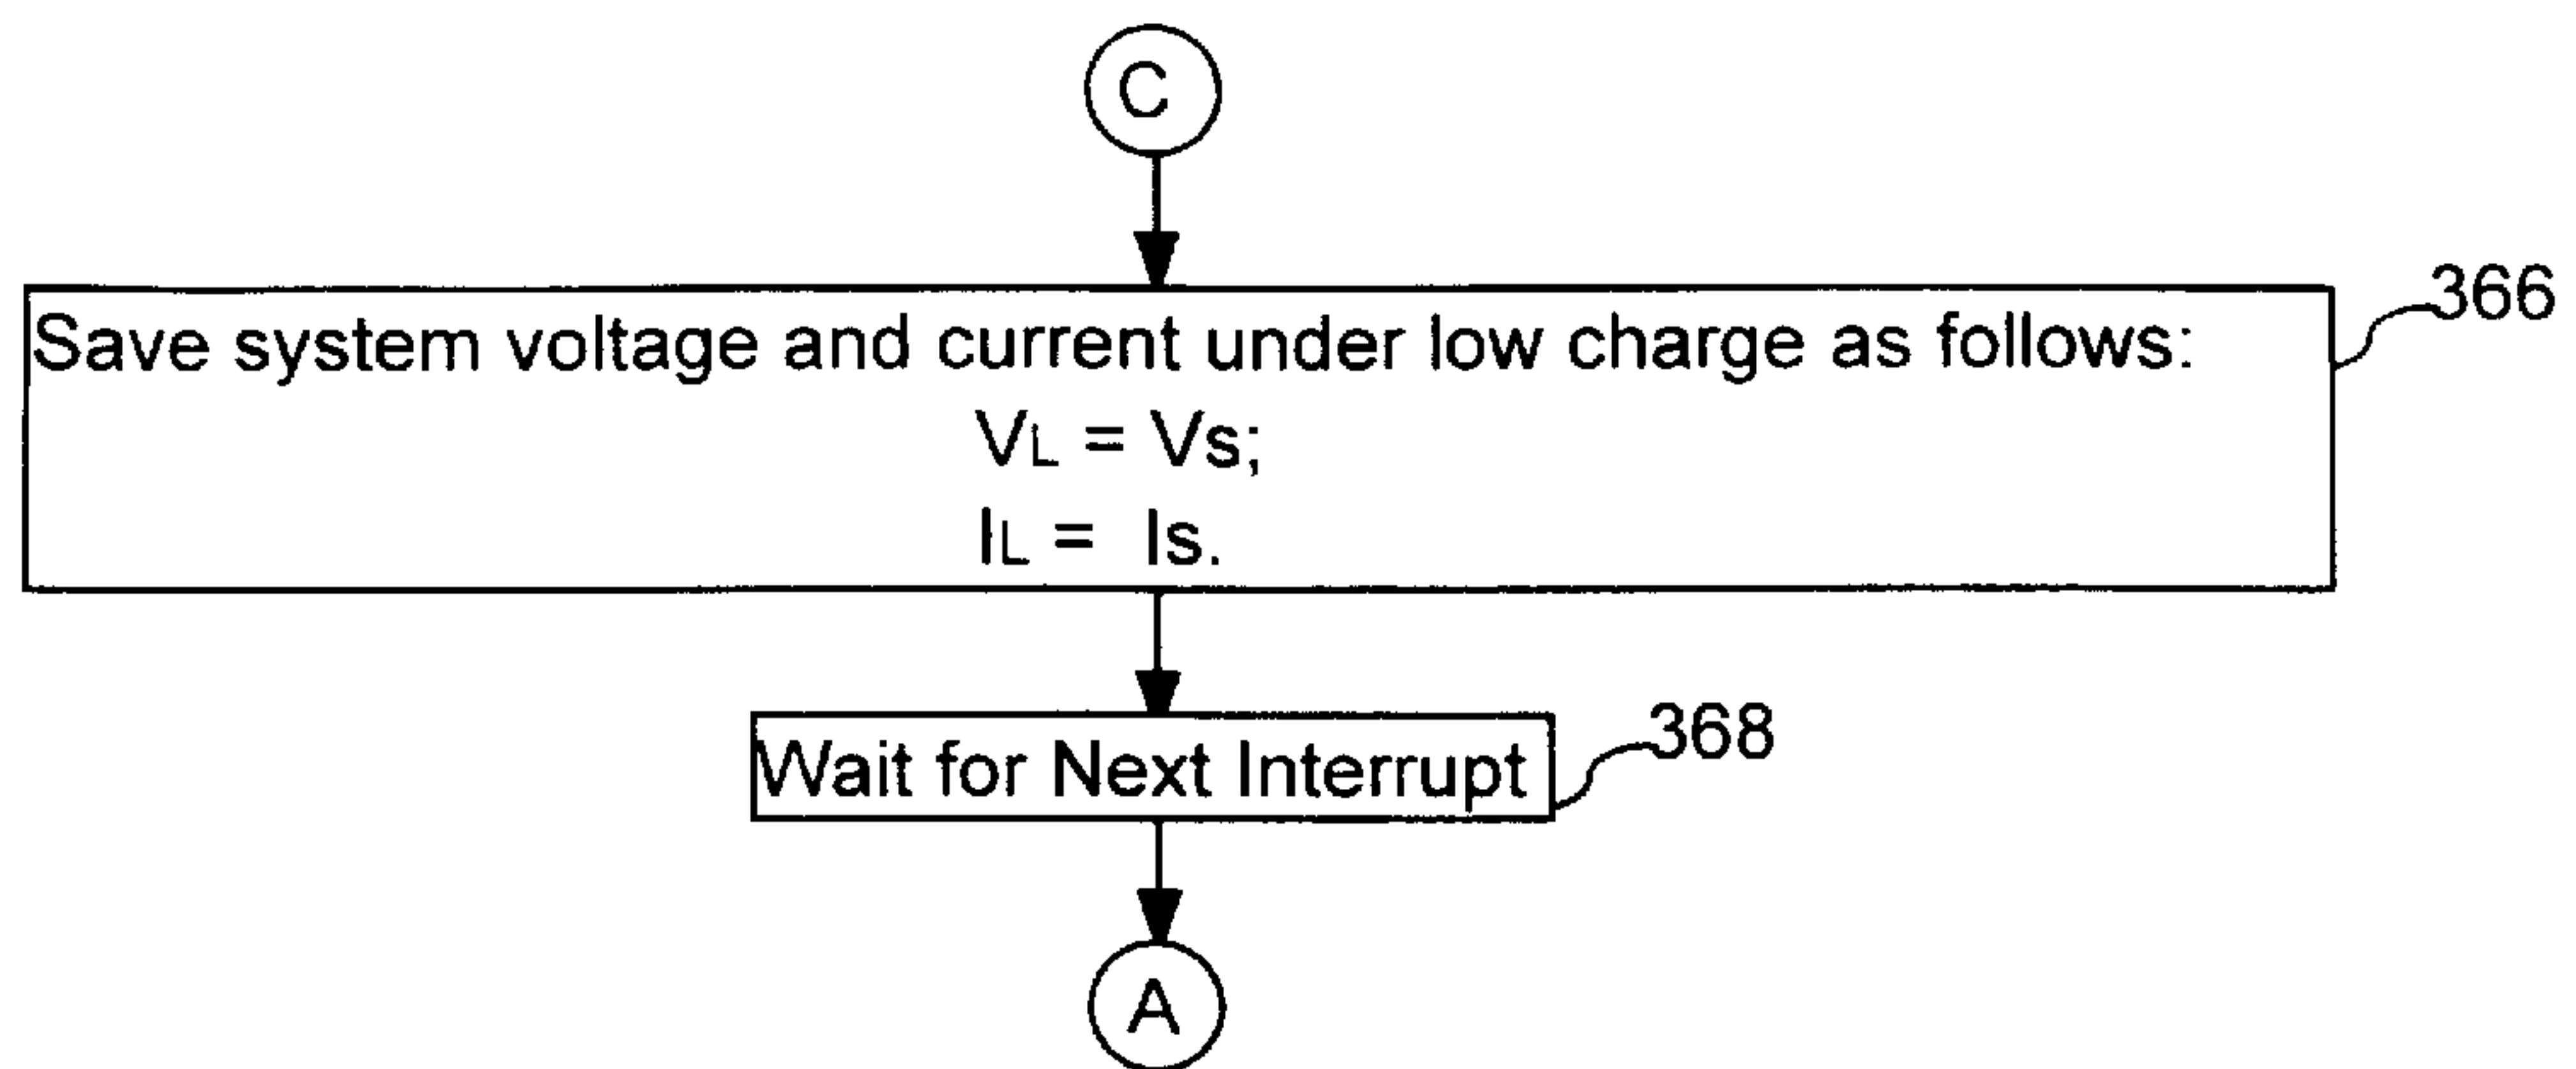 C
366
Save system voltage and current under low charge as follows:
VL = Vs;
IL = Is.
368
Wait for Next Interrupt
A